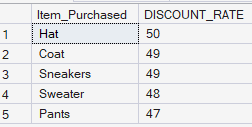 Item_Purchased DISCOUNT_RATE
1 Hat 50
2 Coat 49
3 Sneakers 49
4 Sweater 48
5 Pants 47